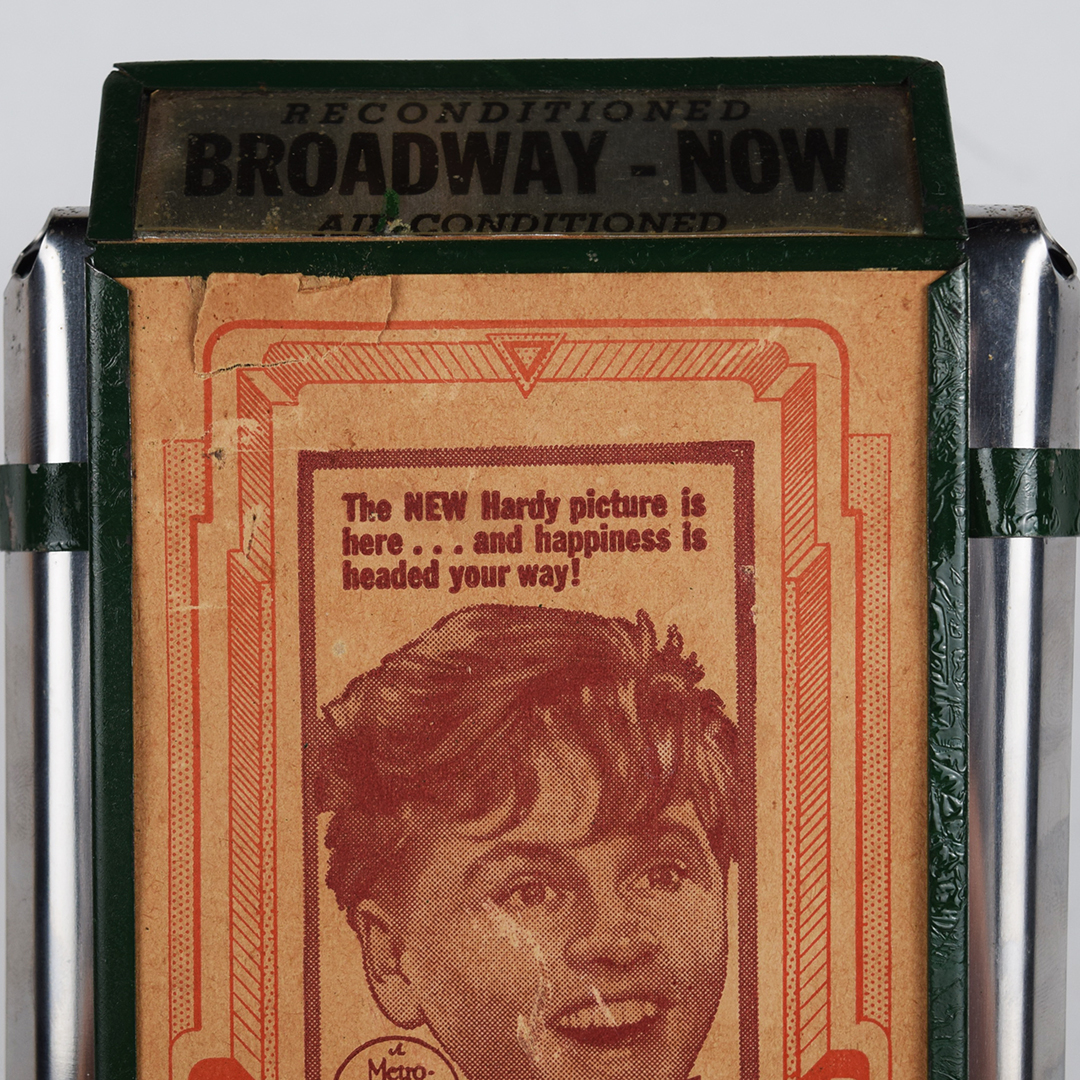 RECONDITIONED
BROADWAY - NOW
AIR CONDITIONED
The NEW Hardy picture is
here . . . and happiness is
headed your way!
A
Metro-